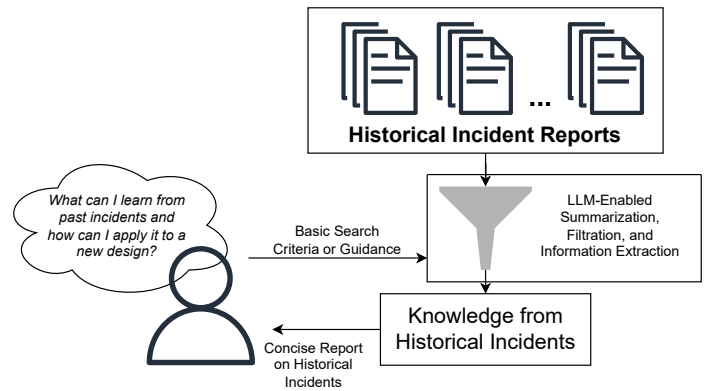 ...
Historical Incident Reports
What can I learn from
past incidents and
how can I apply it to a
new design?
Basic Search
Criteria or Guidance
LLM-Enabled
Summarization,
Filtration, and
Information Extraction
Knowledge from
Historical Incidents
Concise Report
on Historical
Incidents